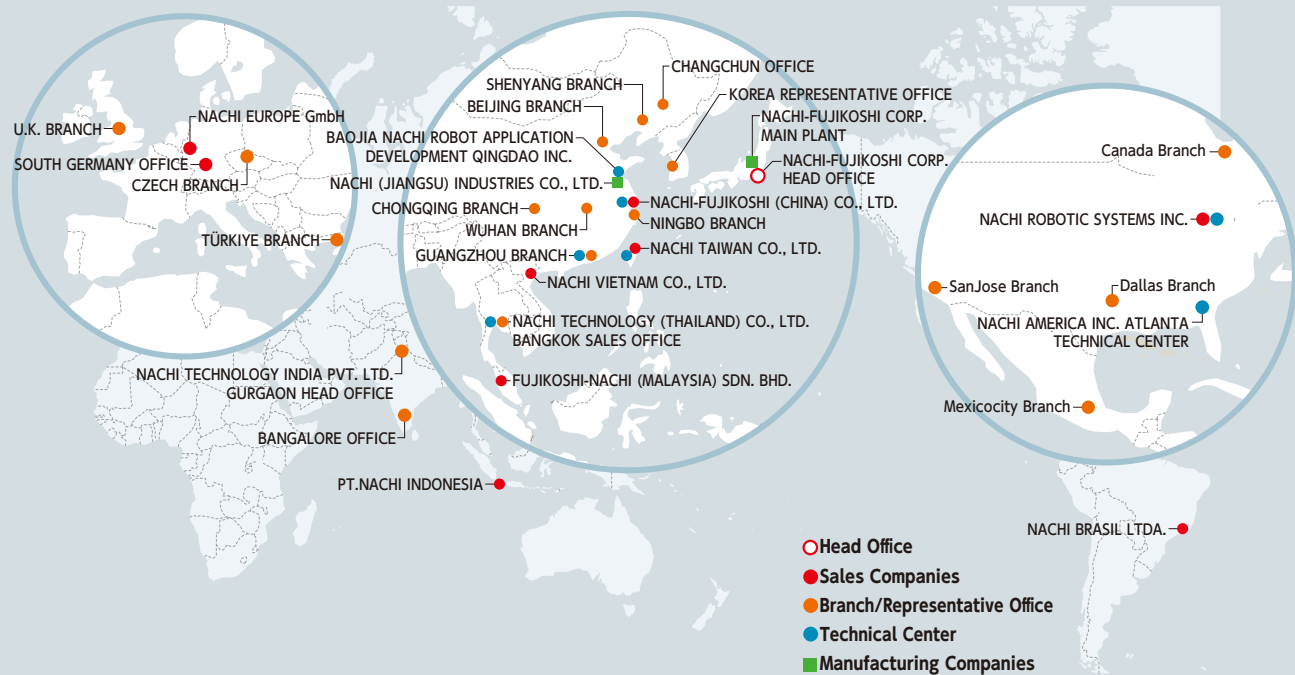 U.K. BRANCH
NACHI EUROPE GmbH
SOUTH GERMANY OFFICE
CZECH BRANCH
TÜRKIYE BRANCH
CHANGCHUN OFFICE
SHENYANG BRANCH
KOREA REPRESENTATIVE OFFICE
BEIJING BRANCH
NACHI-FUJIKOSHI CORP.
MAIN PLANT
BAOJIA NACHI ROBOT APPLICATION
DEVELOPMENT QINGDAO INC.
NACHI-FUJIKOSHI CORP.
HEAD OFFICE
NACHI (JIANGSU) INDUSTRIES CO., LTD.
NACHI-FUJIKOSHI (CHINA) CO., LTD.
CHONGQING BRANCH
NINGBO BRANCH
WUHAN BRANCH
NACHI TAIWAN CO., LTD.
GUANGZHOU BRANCH
NACHI VIETNAM CO., LTD.
NACHI TECHNOLOGY (THAILAND) CO., LTD.
BANGKOK SALES OFFICE
FUJIKOSHI-NACHI (MALAYSIA) SDN. BHD.
NACHI TECHNOLOGY INDIA PVT. LTD.
GURGAON HEAD OFFICE
BANGALORE OFFICE
PT.NACHI INDONESIA
Canada Branch
NACHI ROBOTIC SYSTEMS INC.
SanJose Branch
Dallas Branch
NACHI AMERICA INC. ATLANTA
TECHNICAL CENTER
Mexicocity Branch
NACHI BRASIL LTDA.
Head Office
Sales Companies
Branch/Representative Office
Technical Center
Manufacturing Companies